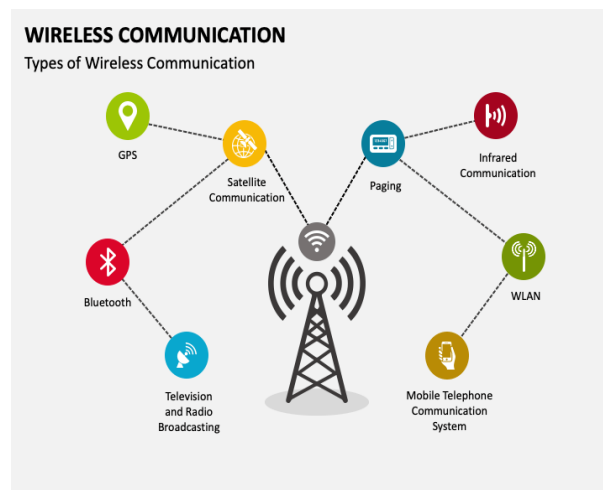 WIRELESS COMMUNICATION
Types of Wireless Communication
GPS
Satellite
Communication
Paging
Infrared
Communication
Bluetooth
WLAN
Television
and Radio
Broadcasting
Mobile Telephone
Communication
System